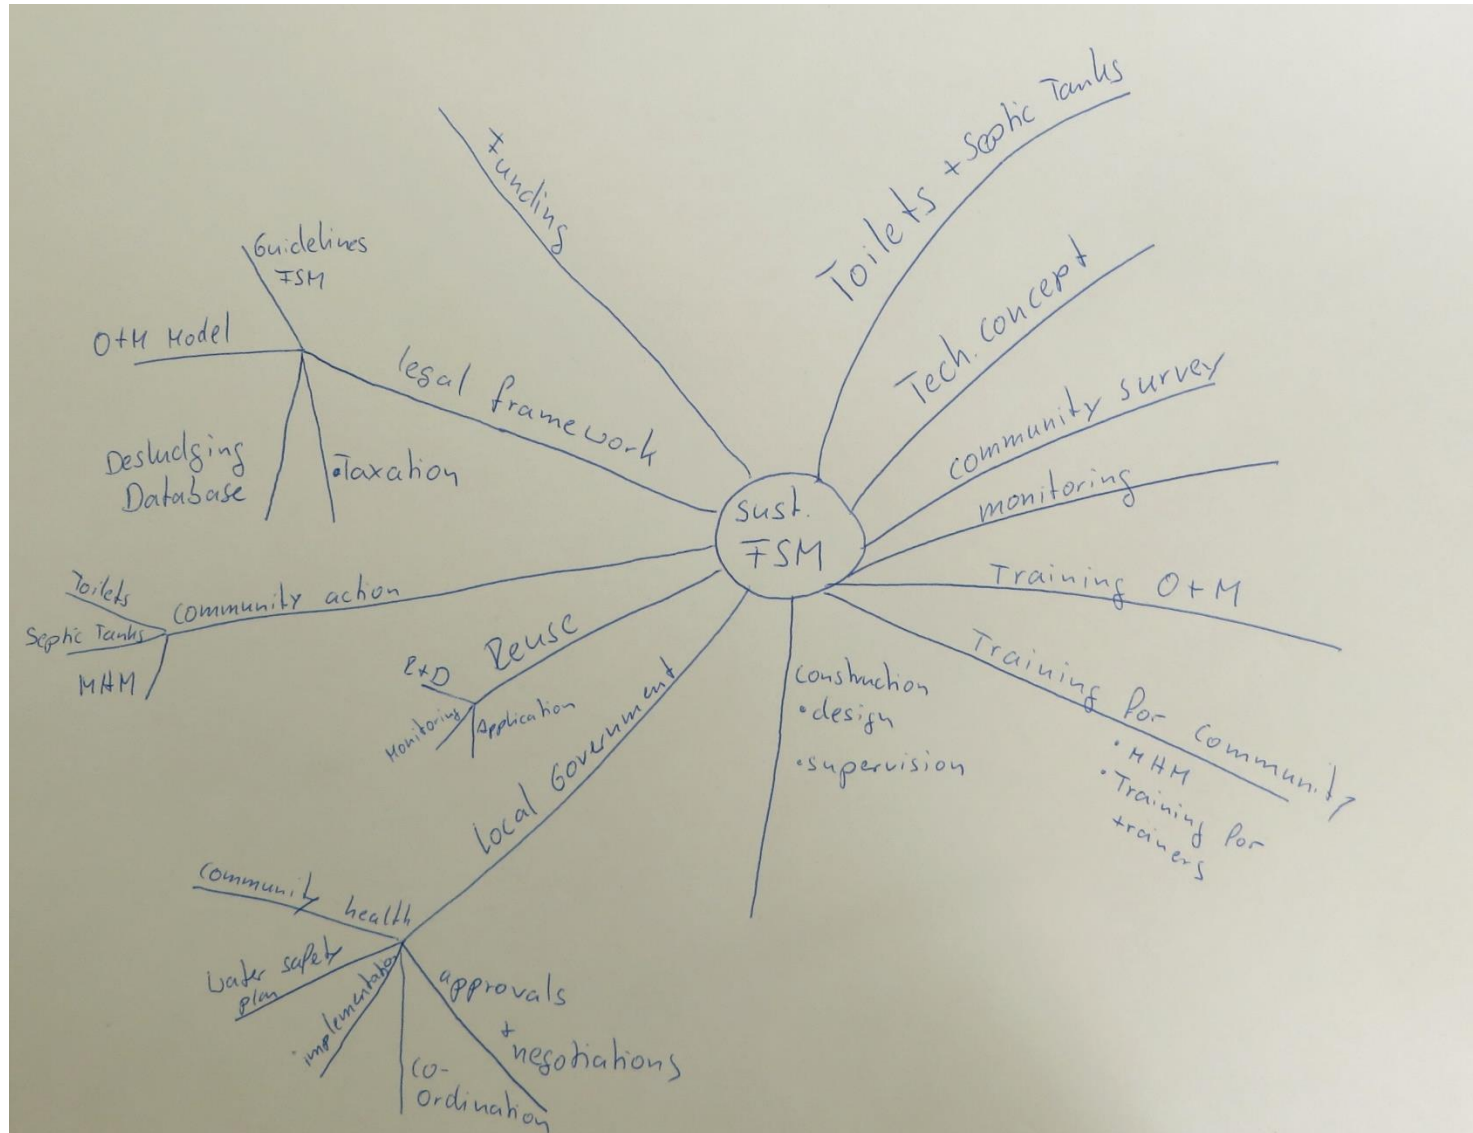 sust.
FSM
Toilets + Septic Tanks
Tech. concept
community survey
monitoring
Training O+M
Training for community
• MHM
• Training for
trainers
construction
• design
• supervision
Local Government
approvals
+
negotiations
co-
ordination
implementation
water safety
plan
community health
Reuse
R+D
Monitoring
Application
community action
Toilets
Septic Tanks
MHM
legal framework
Guidelines
FSM
O+M Model
Desludging
Database
• Taxation
Funding